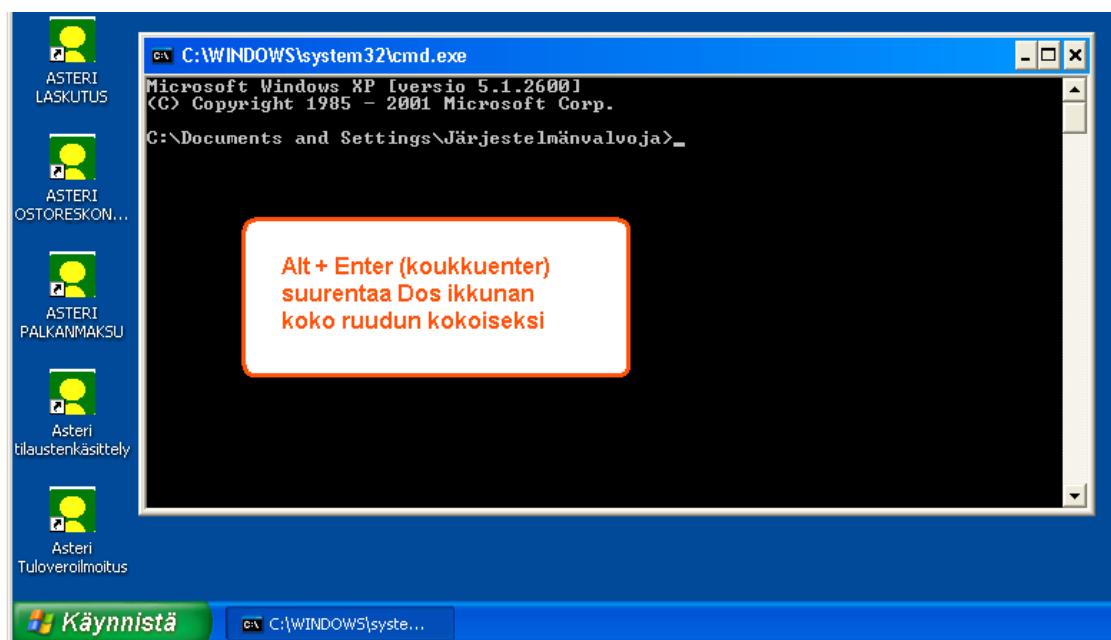 ASTERI
LASKUTUS
ASTERI
OSTORESKON...
ASTERI
PALKANMAKSU
Asteri
tilaustenkäsittely
Asteri
Tuloveroilmoitus
C:\WINDOWS\system32\cmd.exe
Microsoft Windows XP [versio 5.1.2600]
(C) Copyright 1985 - 2001 Microsoft Corp.
C:\Documents and Settings\Järjestelmänvalvoja>_
Alt + Enter (koukkuenter)
suurentaa Dos ikkunan
koko ruudun kokoiseksi
Käynnistä
C:\WINDOWS\syste...